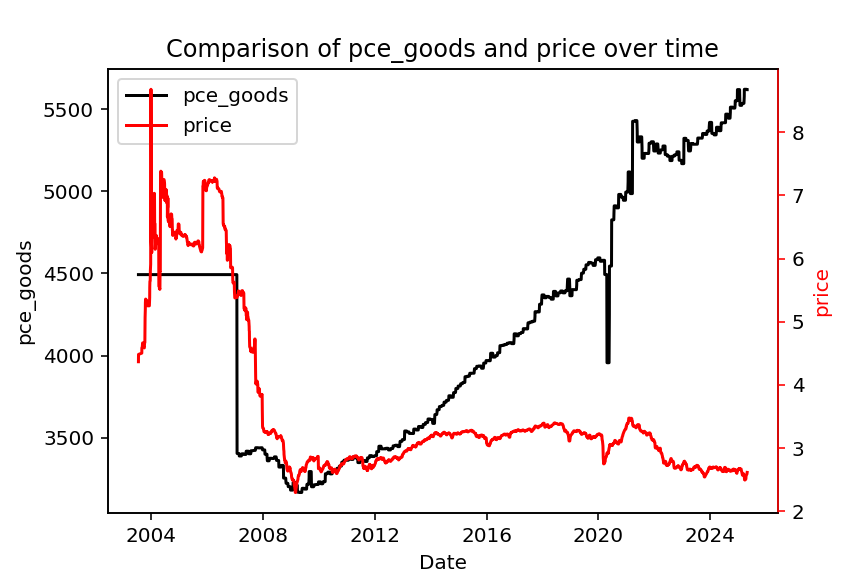 Comparison of pce_goods and price over time
pce_goods
price
5500
5000
4500
4000
3500
pce_goods
8
7
6
5
4
3
2
price
2004 2008 2012 2016 2020 2024
Date